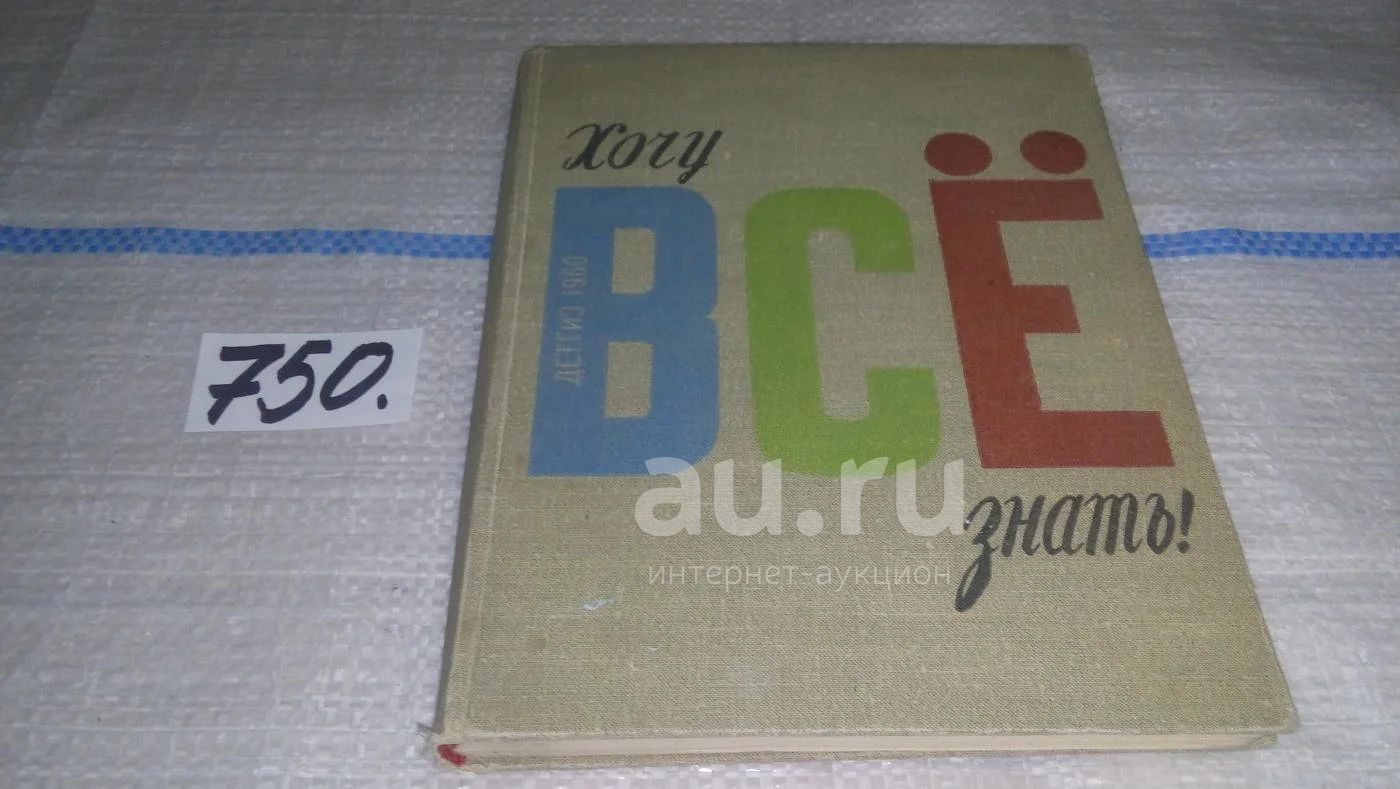 Хочу
ВСЁ
ДЕТГИЗ 1960
знать!
750.
au.ru
интернет-аукцион